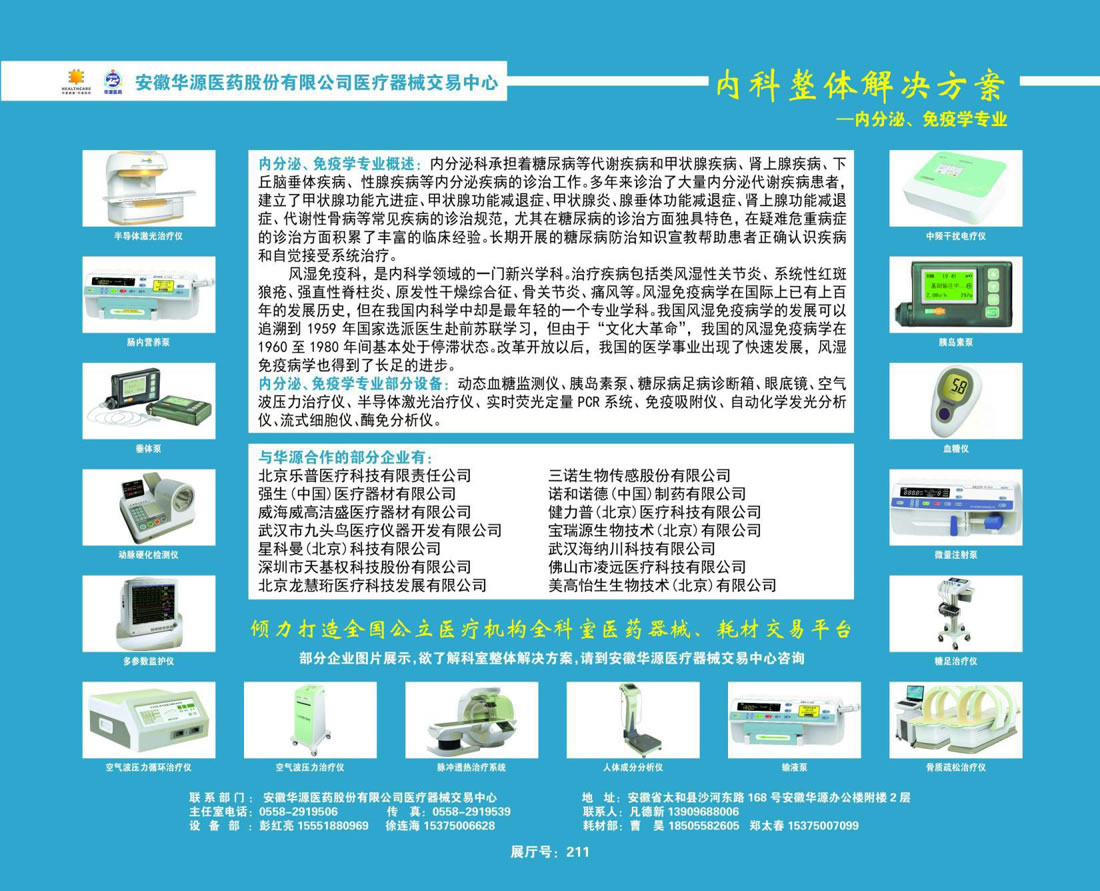 HEALTHCARE
华源医药
安徽华源医药股份有限公司医疗器械交易中心
内科整体解决方案
—内分泌、免疫学专业
半导体激光治疗仪
肠内营养泵
垂体泵
动脉硬化检测仪
多参数监护仪
内分泌、免疫学专业概述：内分泌科承担着糖尿病等代谢疾病和甲状腺疾病、肾上腺疾病、下
丘脑垂体疾病、性腺疾病等内分泌疾病的诊治工作。多年来诊治了大量内分泌代谢疾病患者，
建立了甲状腺功能亢进症、甲状腺功能减退症、甲状腺炎、腺垂体功能减退症、肾上腺功能减退
症、代谢性骨病等常见疾病的诊治规范，尤其在糖尿病的诊治方面独具特色，在疑难危重病症
的诊治方面积累了丰富的临床经验。长期开展的糖尿病防治知识宣教帮助患者正确认识疾病
和自觉接受系统治疗。
风湿免疫科，是内科学领域的一门新兴学科。治疗疾病包括类风湿性关节炎、系统性红斑
狼疮、强直性脊柱炎、原发性干燥综合征、骨关节炎、痛风等。风湿免疫病学在国际上已有上百
年的发展历史，但在我国内科学中却是最年轻的一个专业学科。我国风湿免疫病学的发展可以
追溯到 1959 年国家选派医生赴前苏联学习，但由于“文化大革命”，我国的风湿免疫病学在
1960 至 1980 年间基本处于停滞状态。改革开放以后，我国的医学事业出现了快速发展，风湿
免疫病学也得到了长足的进步。
内分泌、免疫学专业部分设备：动态血糖监测仪、胰岛素泵、糖尿病足病诊断箱、眼底镜、空气
波压力治疗仪、半导体激光治疗仪、实时荧光定量 PCR 系统、免疫吸附仪、自动化学发光分析
仪、流式细胞仪、酶免分析仪。
与华源合作的部分企业有：
北京乐普医疗科技有限责任公司 三诺生物传感股份有限公司
强生（中国）医疗器材有限公司 诺和诺德（中国）制药有限公司
威海威高洁盛医疗器材有限公司 健力普（北京）医疗科技有限公司
武汉市九头鸟医疗仪器开发有限公司 宝瑞源生物技术（北京）有限公司
星科曼（北京）科技有限公司 武汉海纳川科技有限公司
深圳市天基权科技股份有限公司 佛山市凌远医疗科技有限公司
北京龙慧珩医疗科技发展有限公司 美高怡生生物技术（北京）有限公司
中频干扰电疗仪
胰岛素泵
5.8
血糖仪
微量注射泵
糖足治疗仪
倾力打造全国公立医疗机构全科室医药器械、耗材交易平台
部分企业图片展示，欲了解科室整体解决方案，请到安徽华源医疗器械交易中心咨询
空气波压力循环治疗仪 空气波压力治疗仪 脉冲透热治疗系统 人体成分分析仪 输液泵 骨质疏松治疗仪
联系部门： 安徽华源医药股份有限公司医疗器械交易中心
主任室电话： 0558-2919506 传 真： 0558-2919539
设 备 部 ：彭红亮 15551880969 徐连海 15375006628
地 址： 安徽省太和县沙河东路 168 号安徽华源办公楼附楼 2 层
联系人：凡德新 13909688006
耗材部：曹 昊 18505582605 郑太春 15375007099
展厅号：211